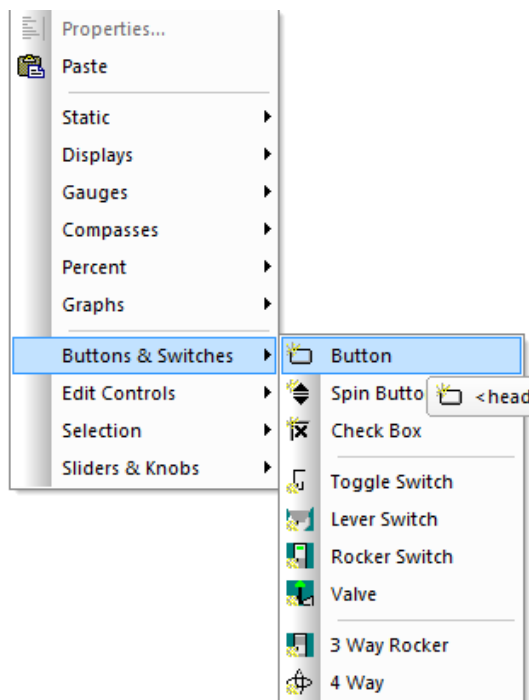 Properties...
Paste
Static
Displays
Gauges
Compasses
Percent
Graphs
Buttons & Switches
Edit Controls
Selection
Sliders & Knobs
Button
Spin Butto
<head
Check Box
Toggle Switch
Lever Switch
Rocker Switch
Valve
3 Way Rocker
4 Way